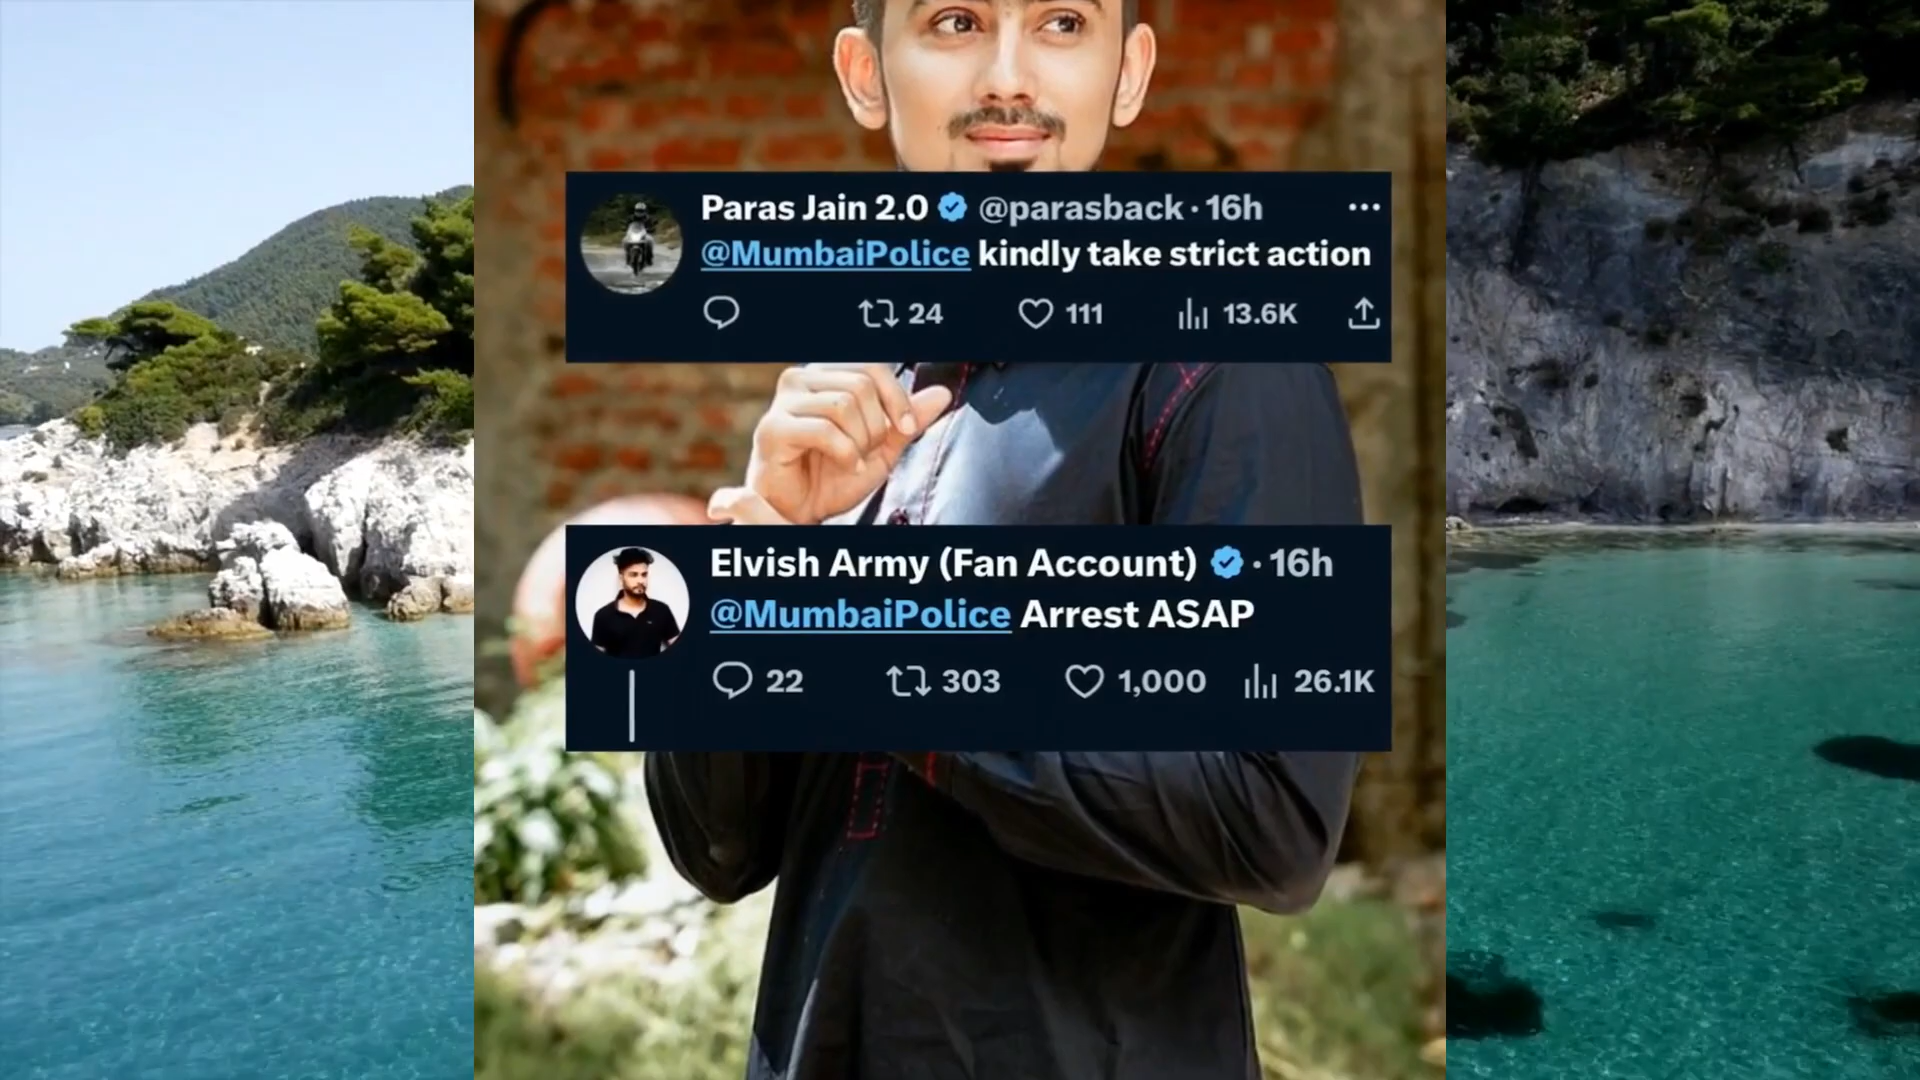 Paras Jain 2.0 @parasback · 16h
@MumbaiPolice kindly take strict action
24 111 13.6K
Elvish Army (Fan Account) · 16h
@MumbaiPolice Arrest ASAP
22 303 1,000 26.1K